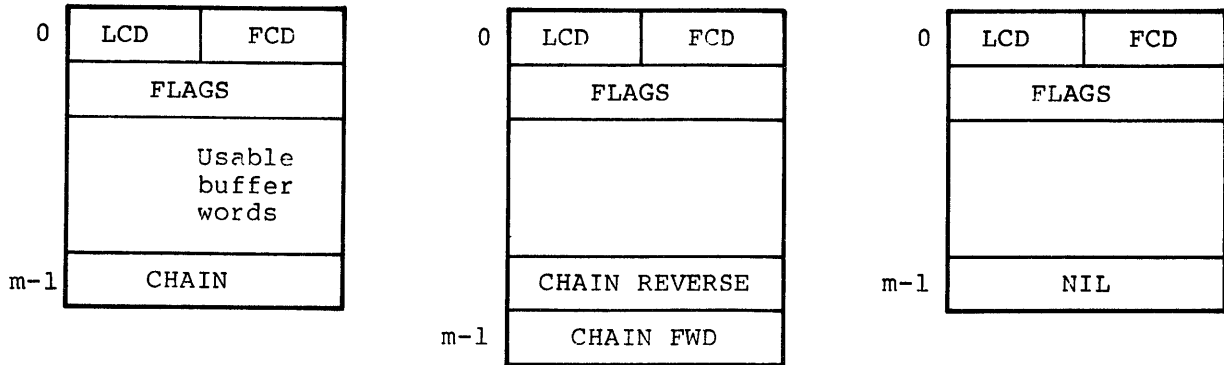 0 LCD FCD
FLAGS
Usable
buffer
words
m-1 CHAIN
0 LCD FCD
FLAGS
CHAIN REVERSE
m-1 CHAIN FWD
0 LCD FCD
FLAGS
m-1 NIL